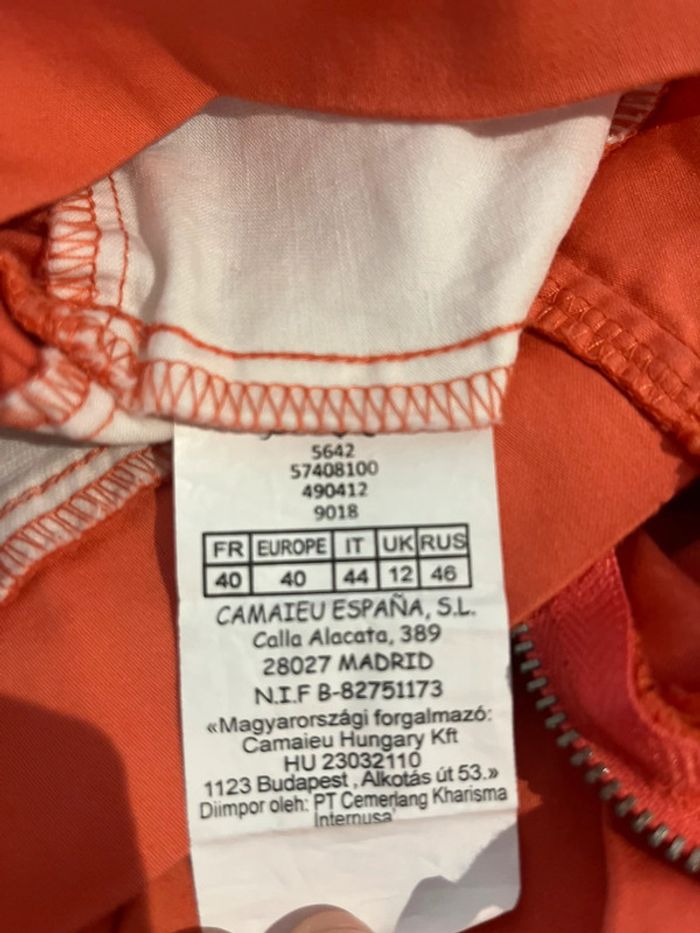 5642
57408100
490412
9018
FR EUROPE IT UK RUS
40 40 44 12 46
CAMAIEU ESPAÑA, S.L.
Calla Alacata, 389
28027 MADRID
N.I.F B-82751173
«Magyarországi forgalmazó:
Camaieu Hungary Kft
HU 23032110
1123 Budapest , Alkotás út 53.»
Diimpor oleh: PT Cemerlang Kharisma
Internusa